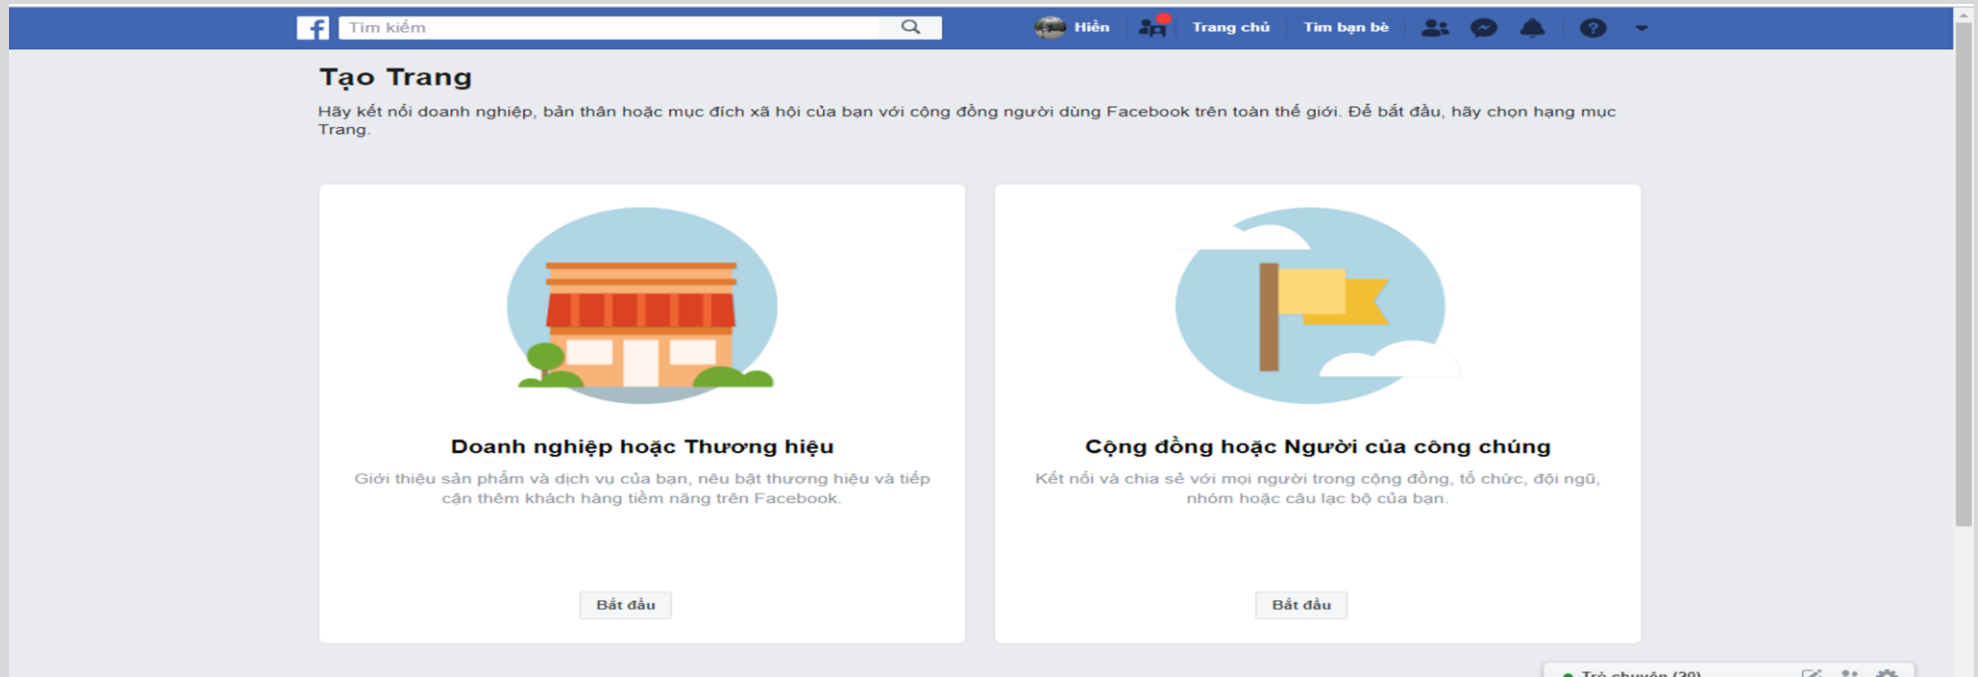 Tìm kiếm
Hiền
Trang chủ
Tìm bạn bè
Tạo Trang
Hãy kết nối doanh nghiệp, bản thân hoặc mục đích xã hội của bạn với cộng đồng người dùng Facebook trên toàn thế giới. Để bắt đầu, hãy chọn hạng mục
Trang.
Doanh nghiệp hoặc Thương hiệu
Giới thiệu sản phẩm và dịch vụ của bạn, nêu bật thương hiệu và tiếp
cận thêm khách hàng tiềm năng trên Facebook.
Bắt đầu
Cộng đồng hoặc Người của công chúng
Kết nối và chia sẻ với mọi người trong cộng đồng, tổ chức, đội ngũ,
nhóm hoặc câu lạc bộ của bạn.
Bắt đầu
Trò chuyện (20)